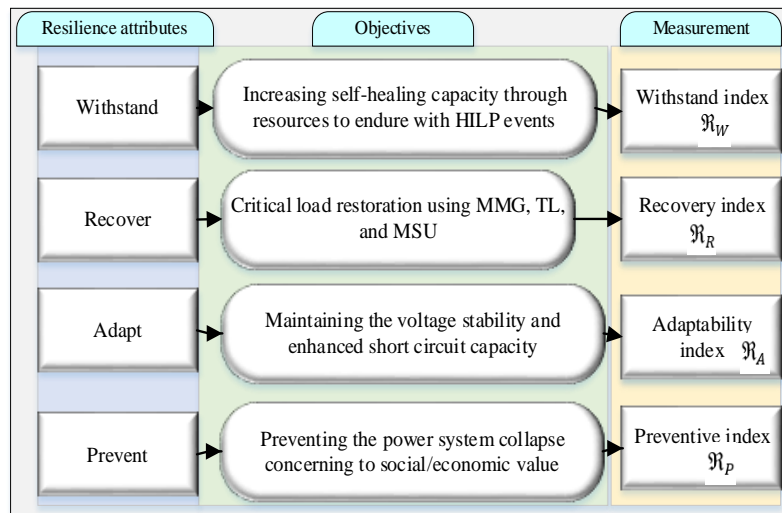 Resilience attributes
Objectives
Measurement
Withstand
Increasing self-healing capacity through
resources to endure with HILP events
Withstand index
ℜ_W
Recover
Critical load restoration using MMG, TL,
and MSU
Recovery index
ℜ_R
Adapt
Maintaining the voltage stability and
enhanced short circuit capacity
Adaptability
index ℜ_A
Prevent
Preventing the power system collapse
concerning to social/economic value
Preventive index
ℜ_P